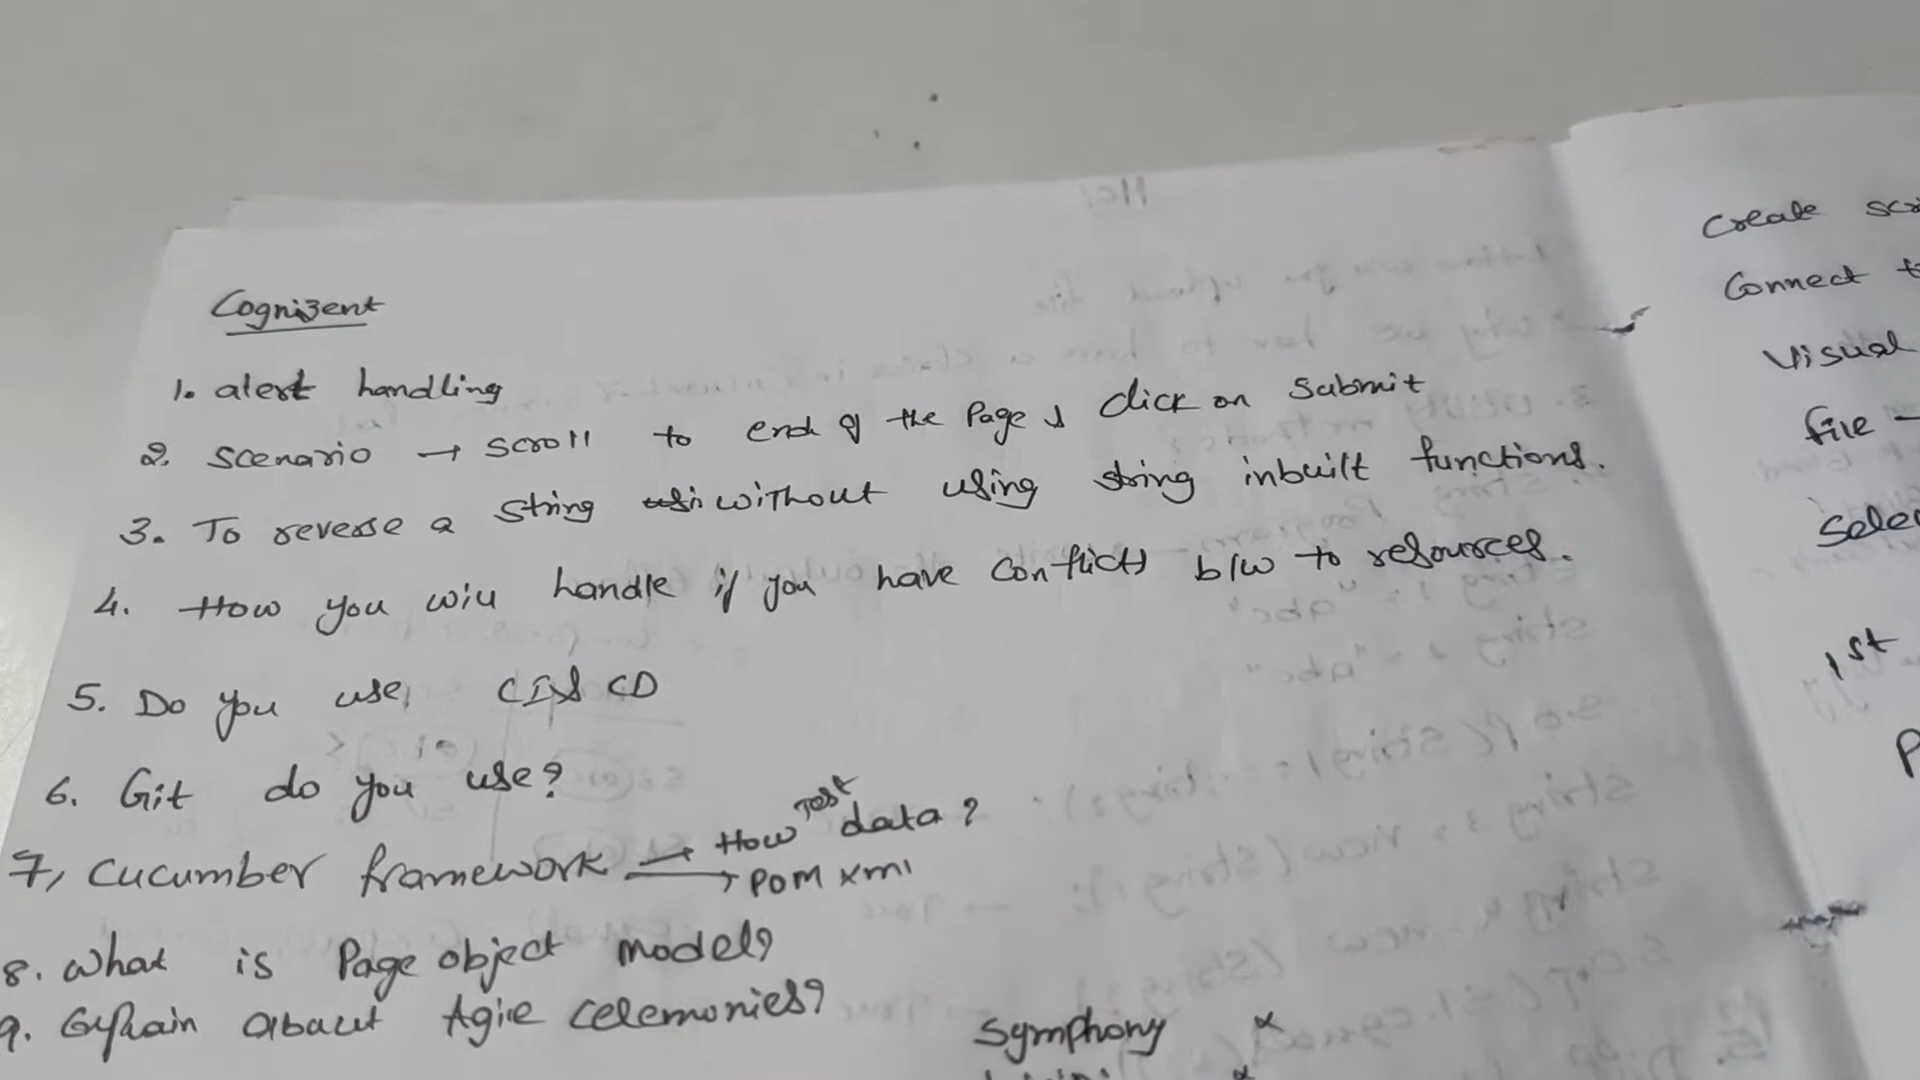 Cognizent
1. alert handling
2. scenario → scroll to end of the Page & click on Submit
3. To reverse a string without using string inbuilt functions.
4. How you will handle if you have conflicts b/w to resources.
5. Do you use CI & CD
6. Git do you use?
7, Cucumber framework → How Test data?
→ POM xml
8. What is Page object model?
9. Explain about Agile celemonies?
Symphony x
Create
Connect
Visual
file -
1st